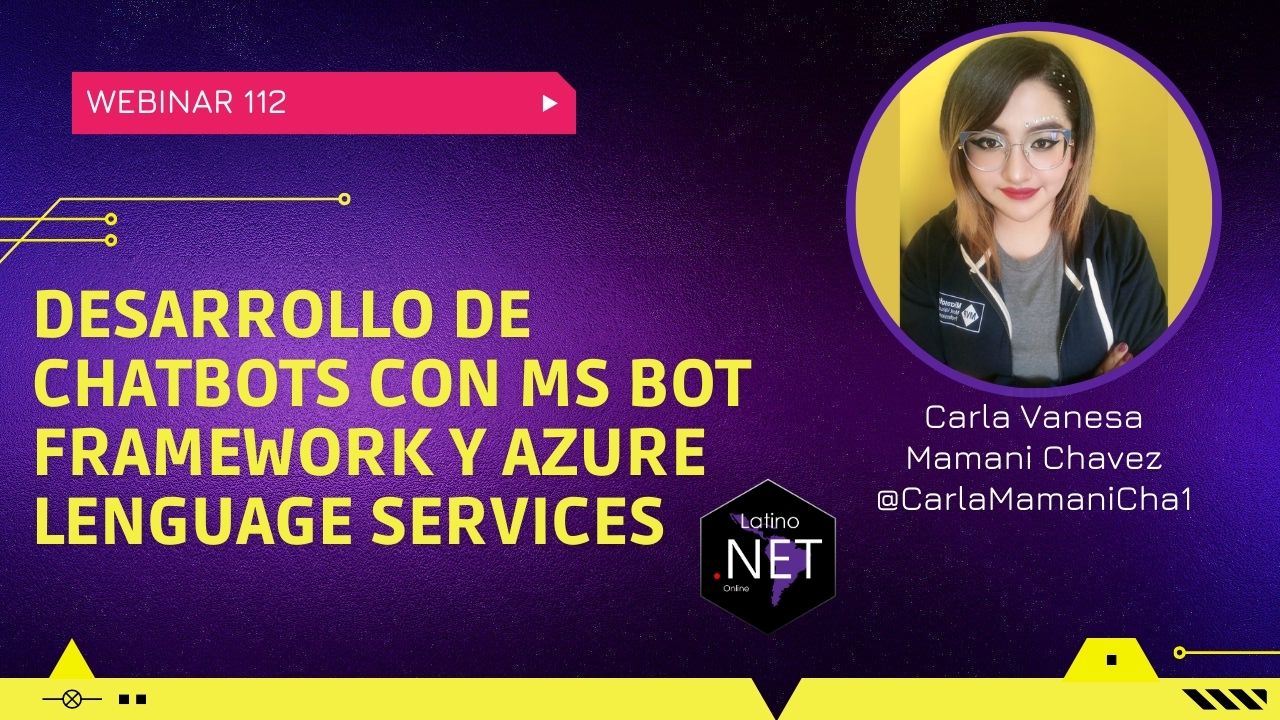 WEBINAR 112
DESARROLLO DE
CHATBOTS CON MS BOT
FRAMEWORK Y AZURE
LENGUAGE SERVICES
Carla Vanesa
Mamani Chavez
@CarlaMamaniCha1
Latino
.NET
Online